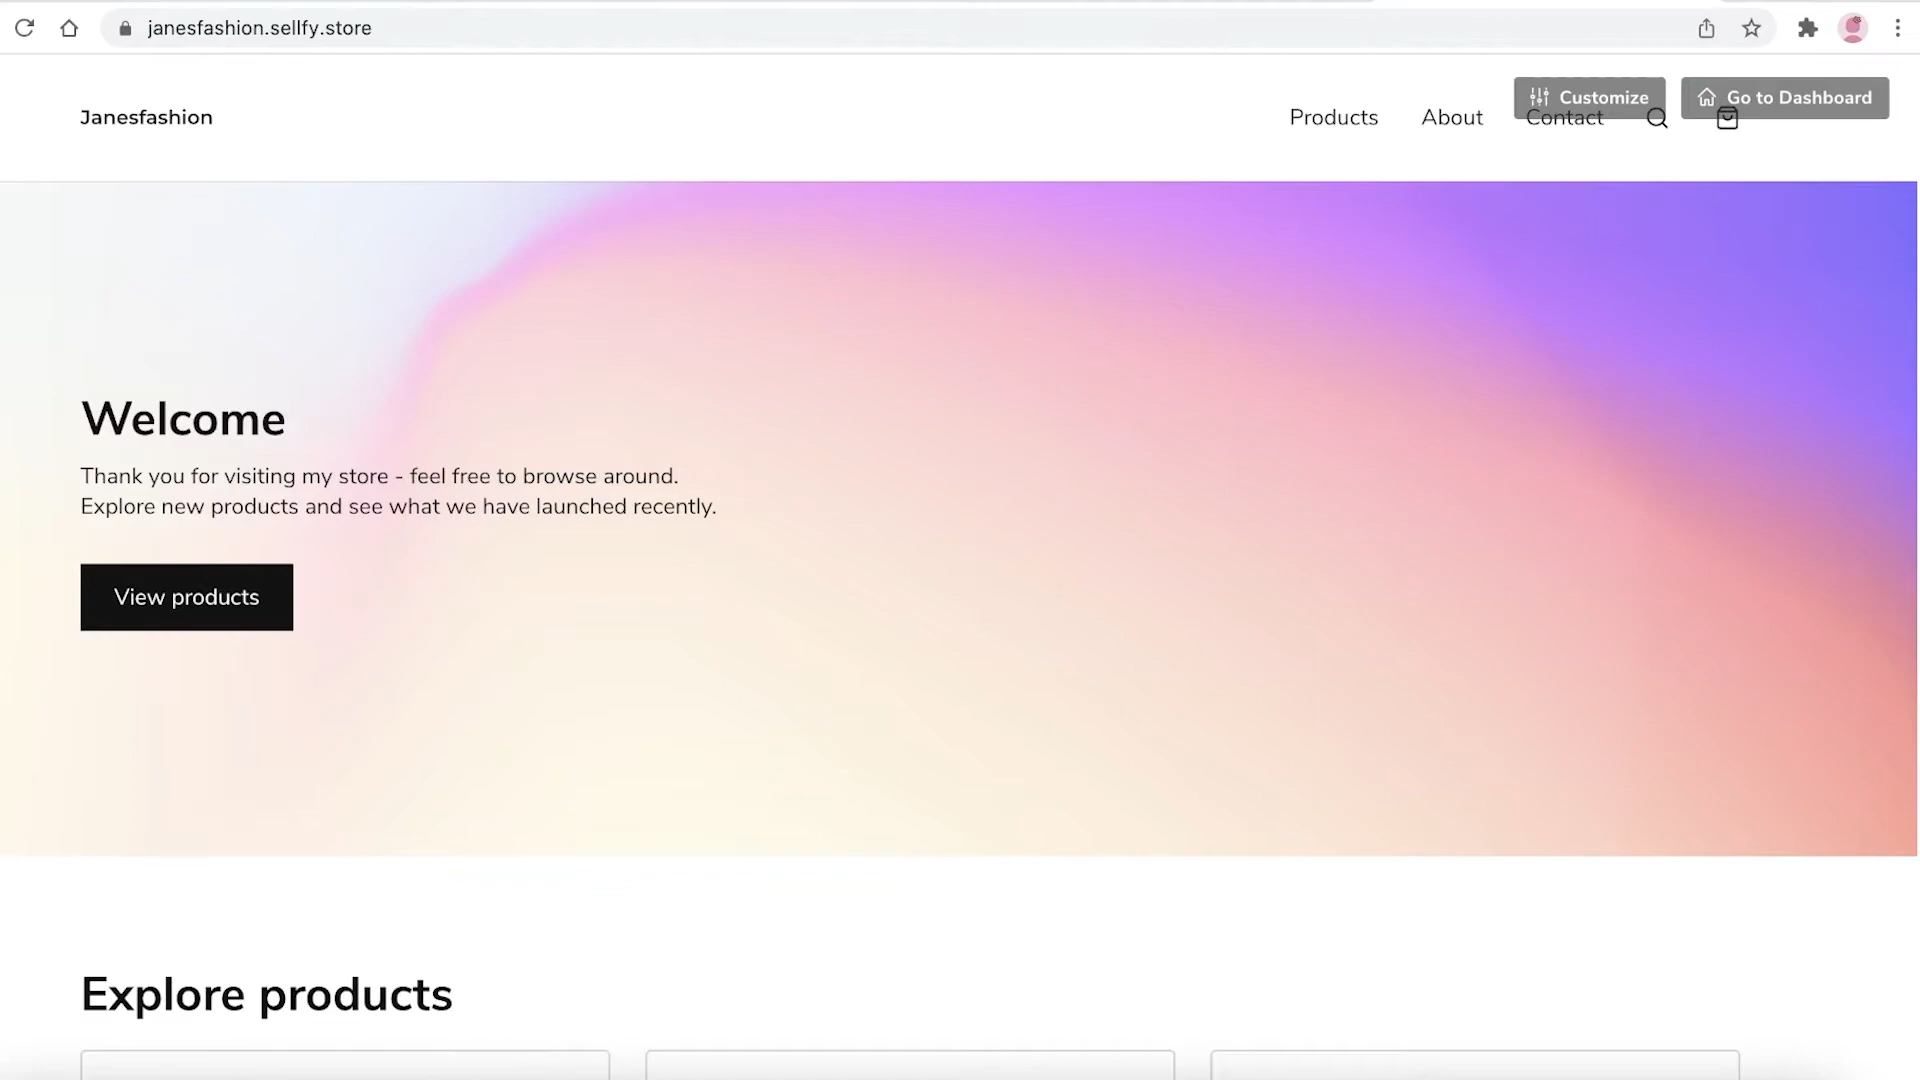 janesfashion.sellfy.store
Janesfashion
Products
About
Contact
Customize
Go to Dashboard
Welcome
Thank you for visiting my store - feel free to browse around.
Explore new products and see what we have launched recently.
View products
Explore products